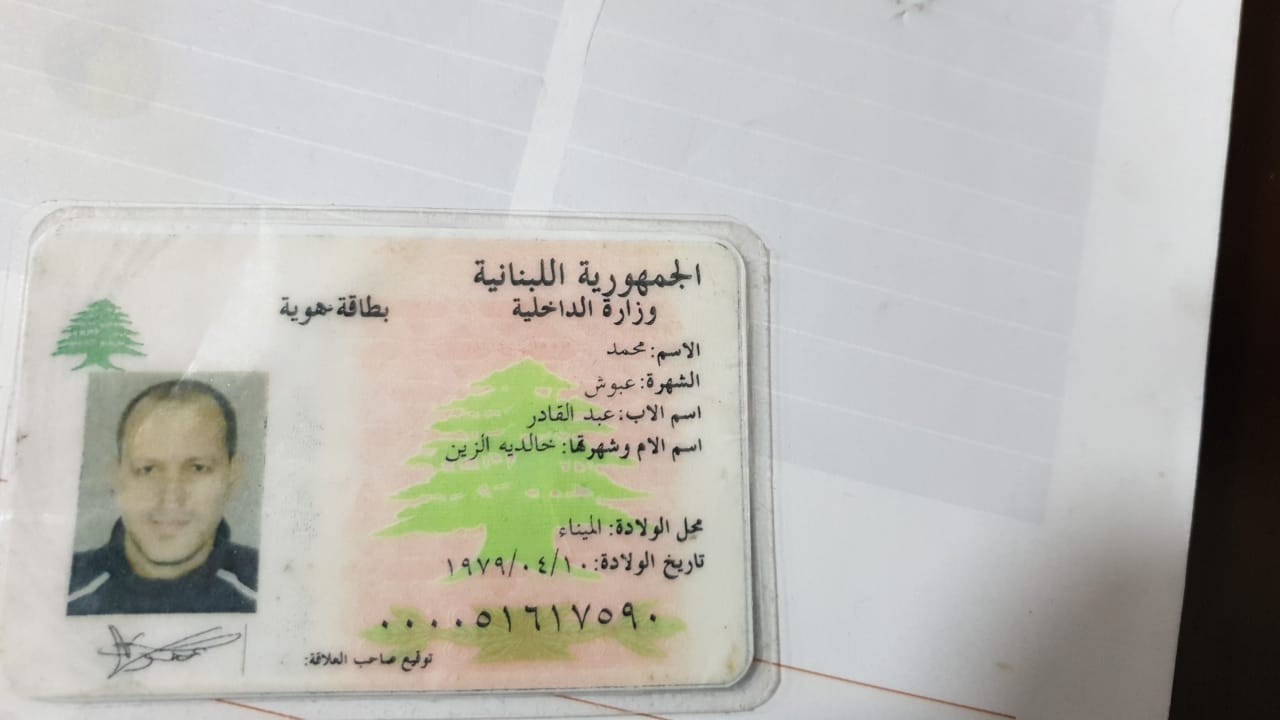 الجمهورية اللبنانية
وزارة الداخلية
بطاقة هوية
الاسم: محمد
الشهرة: عبوش
اسم الاب: عبد القادر
اسم الام وشهرتها: خالديه الزين
محل الولادة: الميناء
تاريخ الولادة: ١٩٧٩/٠٤/١٠
٠٠٠٠٥١٦١٧٥٩٠
توقيع صاحب العلاقة: